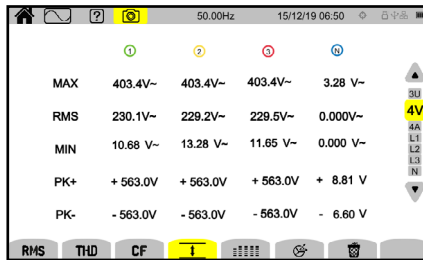 ? 50.00Hz 15/12/19 06:50
1 2 3 N
MAX 403.4V~ 403.4V~ 403.4V~ 3.28 V~
3U
RMS 230.1V~ 229.2V~ 229.5V~ 0.000V~
4V
4A
MIN 10.68 V~ 13.28 V~ 11.65 V~ 0.000 V~
L1
L2
L3
N
PK+ + 563.0V + 563.0V + 563.0V + 8.81 V
PK- - 563.0V - 563.0V - 563.0V - 6.60 V
RMS THD CF